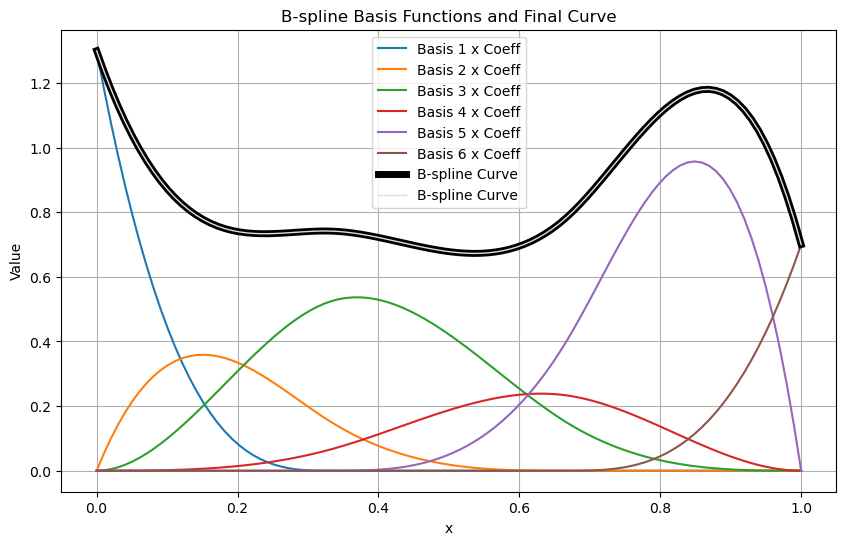 B-spline Basis Functions and Final Curve
Basis 1 x Coeff
Basis 2 x Coeff
Basis 3 x Coeff
Basis 4 x Coeff
Basis 5 x Coeff
Basis 6 x Coeff
B-spline Curve
B-spline Curve
Value
1.2
1.0
0.8
0.6
0.4
0.2
0.0
0.0 0.2 0.4 0.6 0.8 1.0
x